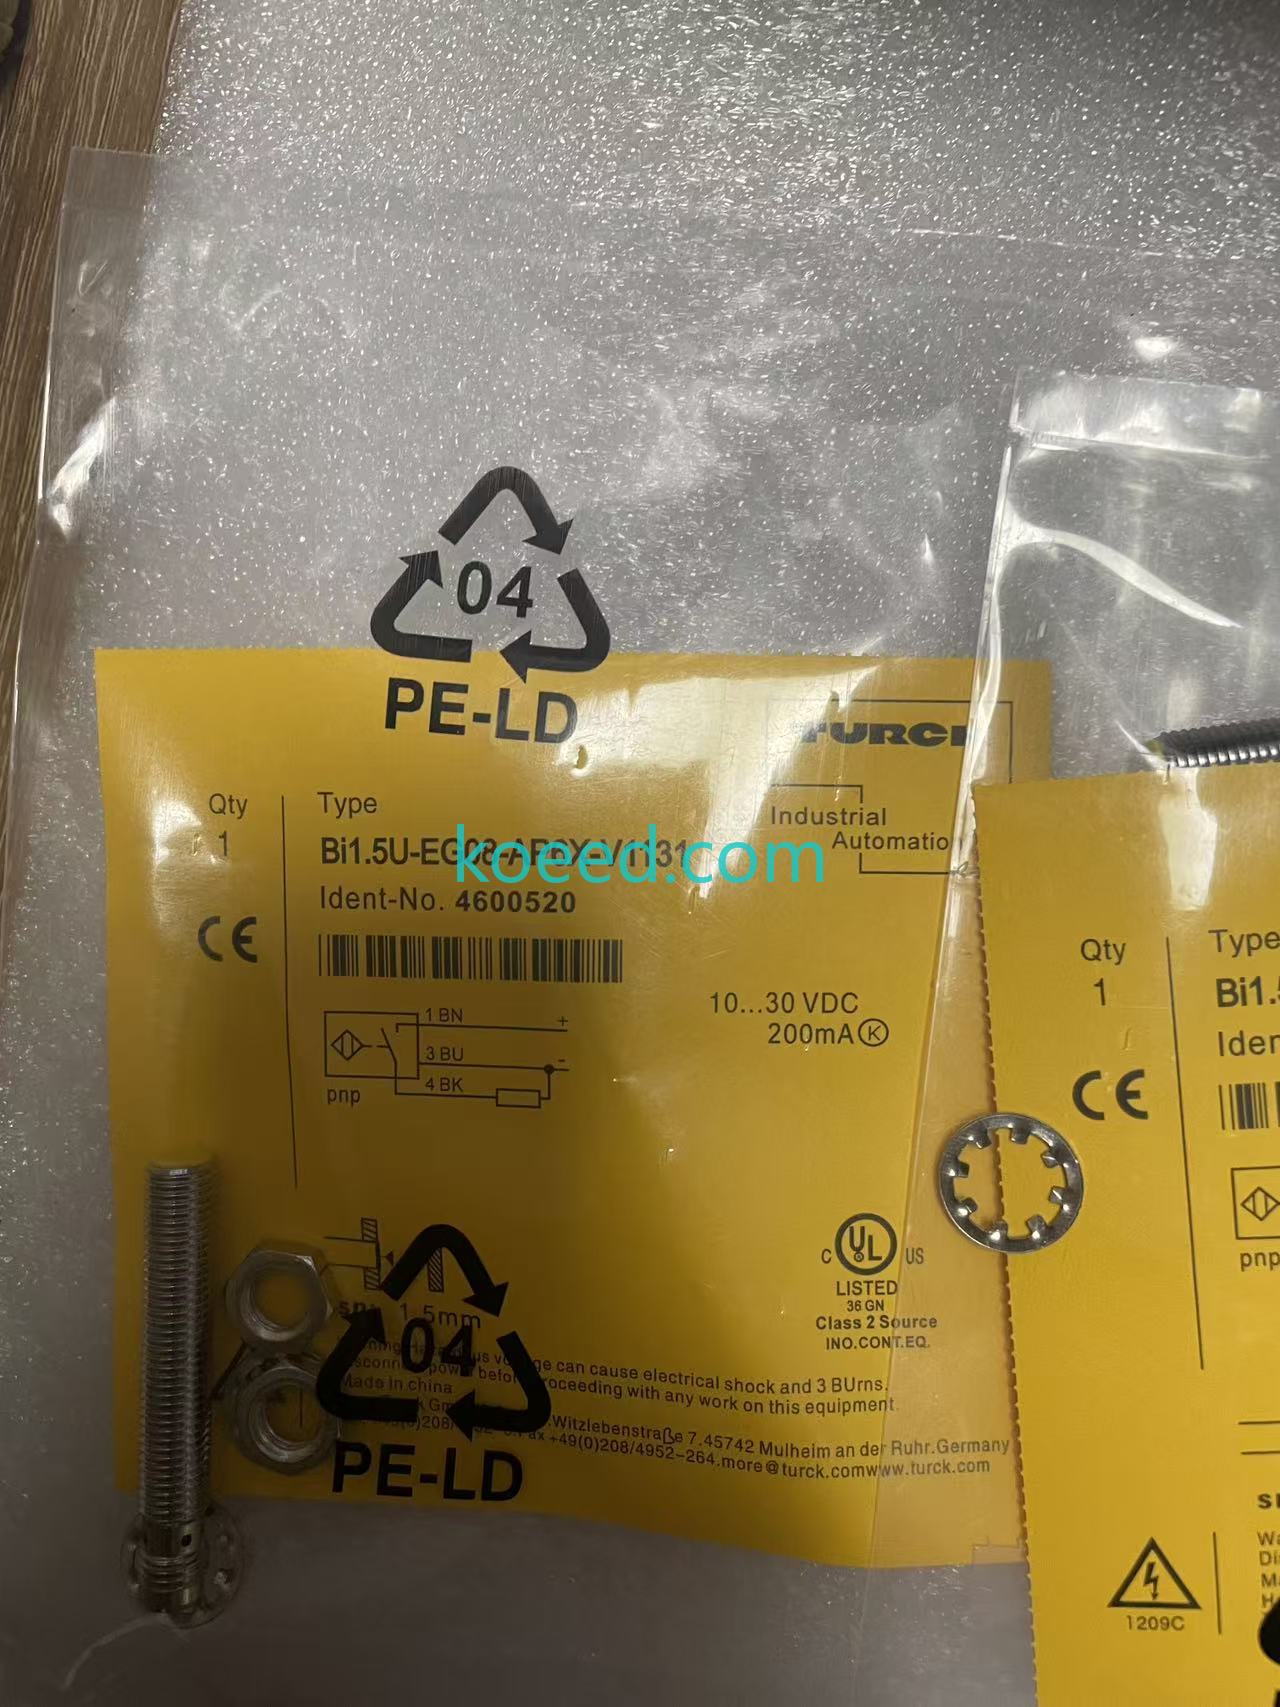 04
PE-LD
TURCK
Industrial
Automatio
Qty
1
Type
Bi1.5U-EG08-AP6X-V1131
koeed.com
Ident-No. 4600520
CE
10...30 VDC
200mA K
1 BN
+
3 BU
-
4 BK
pnp
C UL US
LISTED
36 GN
Class 2 Source
INO.CONT.EQ.
1.5mm
04
PE-LD
can cause electrical shock and 3 BUrns.
power before proceeding with any work on this equipment.
Made in china
.Witzlebenstraße 7.45742 Mulheim an der Ruhr.Germany
+49(0)208/4952-264.more@turck.comwww.turck.com
Qty
1
Type
Bi1.
CE
pnp
1209C